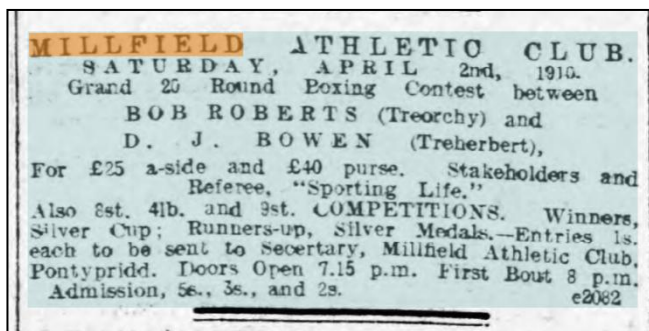 MILLFIELD ATHLETIC CLUB.
SATURDAY, APRIL 2nd, 1910.
Grand 20 Round Boxing Contest between
BOB ROBERTS (Treorchy) and
D. J. BOWEN (Treherbert),
For £25 a-side and £40 purse. Stakeholders and
Referee, "Sporting Life."
Also 8st. 4lb. and 9st. COMPETITIONS. Winners,
Silver Cup; Runners-up, Silver Medals.—Entries 1s.
each to be sent to Secertary, Millfield Athletic Club,
Pontypridd. Doors Open 7.15 p.m. First Bout 8 p.m.
Admission, 5s., 3s., and 2s. e2082